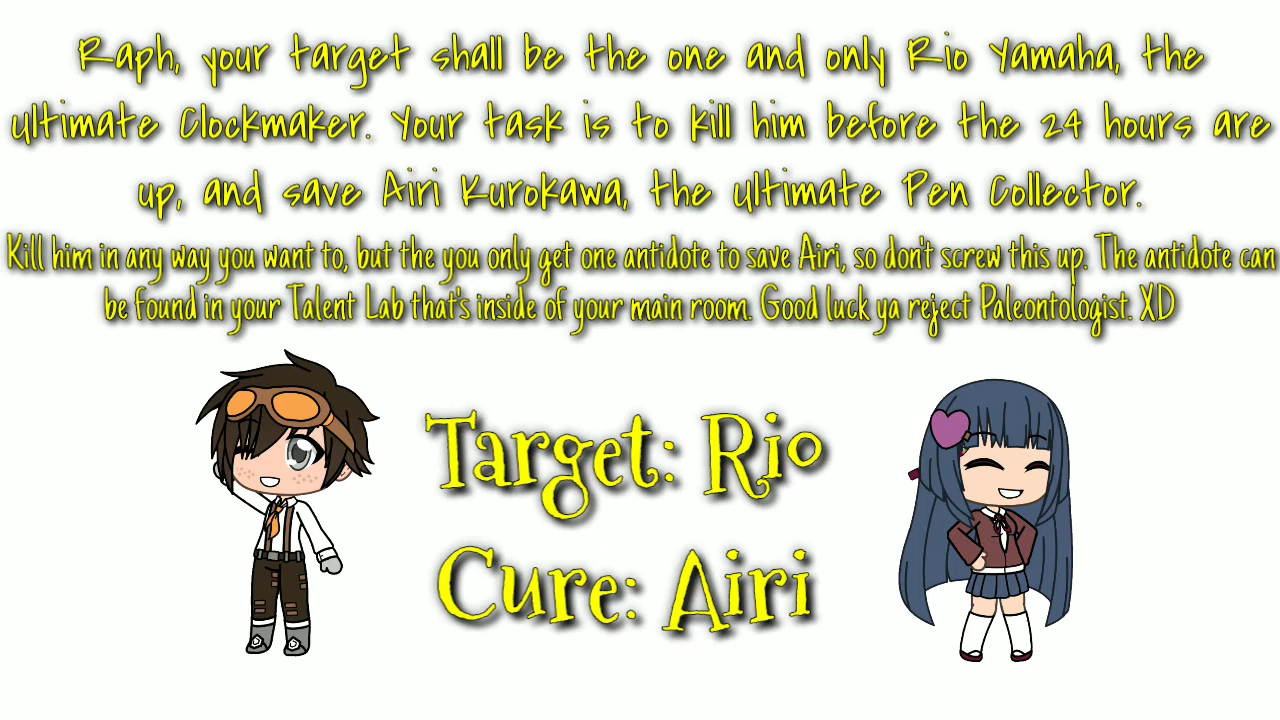 Raph, your target shall be the one and only Rio Yamaha, the
Ultimate Clockmaker. Your task is to kill him before the 24 hours are
up, and save Airi Kurokawa, the Ultimate Pen Collector.
Kill him in any way you want to, but the you only get one antidote to save Airi, so don't screw this up. The antidote can
be found in your Talent Lab that's inside of your main room. Good luck ya reject Paleontologist. XD
Target: Rio
Cure: Airi